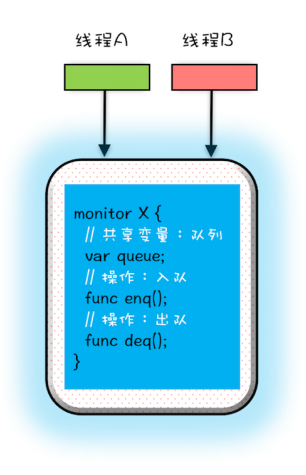 线程A 线程B
monitor X {
// 共享变量：队列
var queue;
// 操作：入队
func enq();
// 操作：出队
func deq();
}